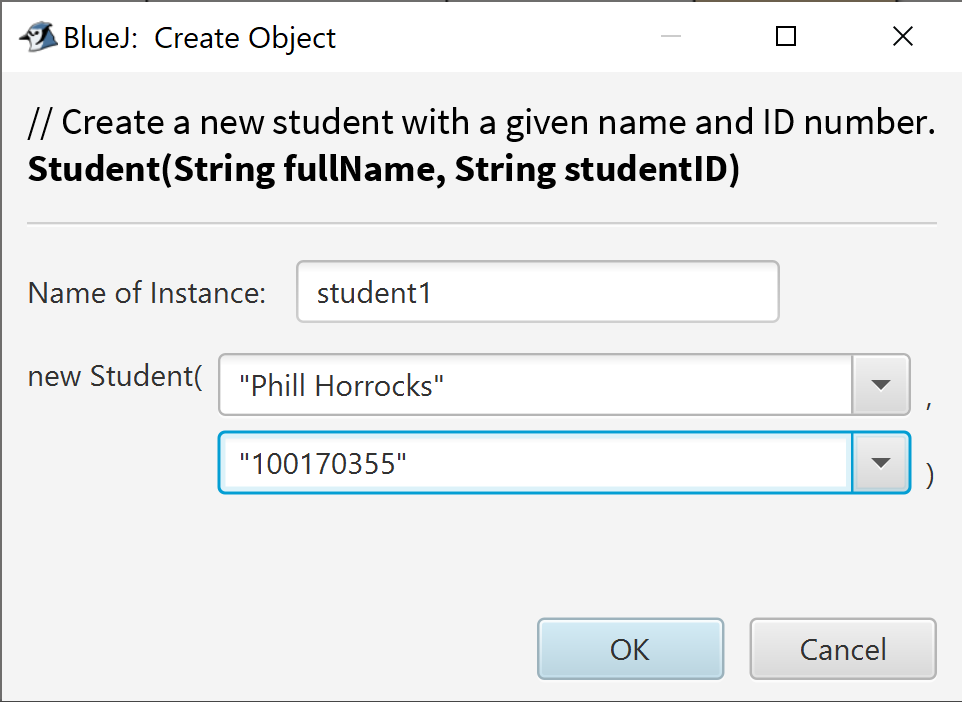 BlueJ:  Create Object
// Create a new student with a given name and ID number.
Student(String fullName, String studentID)
Name of Instance: student1
new Student( "Phill Horrocks" ,
"100170355" )
OK Cancel